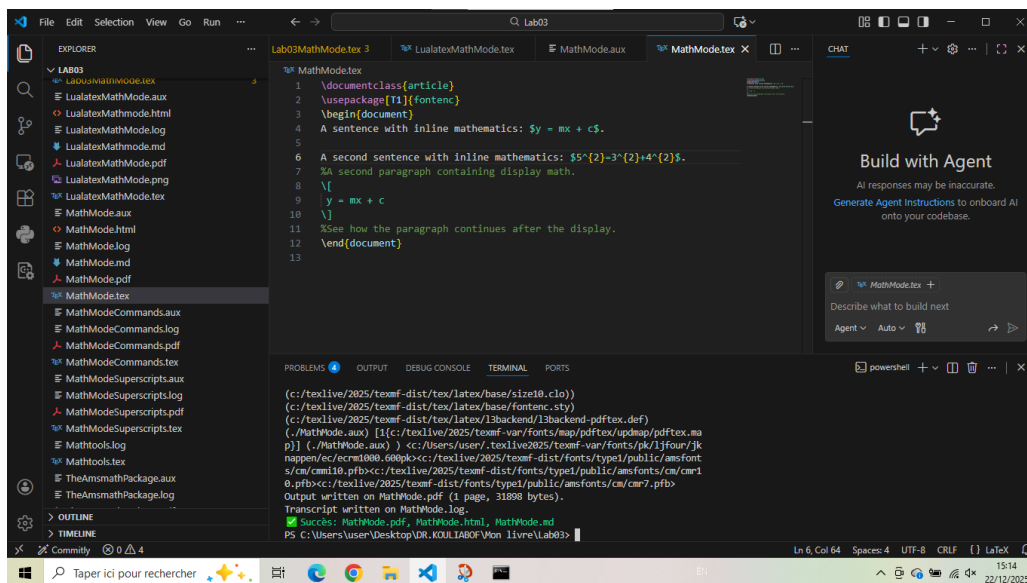 File Edit Selection View Go Run ···
Lab03
EXPLORER ···
LAB03
Lab03MathMode.tex 3
LualatexMathMode.aux
LualatexMathmode.html
LualatexMathMode.log
LualatexMathmode.md
LualatexMathMode.pdf
LualatexMathMode.png
LualatexMathMode.tex
MathMode.aux
MathMode.html
MathMode.log
MathMode.md
MathMode.pdf
MathMode.tex
MathModeCommands.aux
MathModeCommands.log
MathModeCommands.pdf
MathModeCommands.tex
MathModeSuperscripts.aux
MathModeSuperscripts.log
MathModeSuperscripts.pdf
MathModeSuperscripts.tex
Mathtools.log
Mathtools.tex
TheAmsmathPackage.aux
TheAmsmathPackage.log
OUTLINE
TIMELINE
Lab03MathMode.tex 3 LualatexMathMode.tex MathMode.aux MathMode.tex
MathMode.tex
1 \documentclass{article}
2 \usepackage[T1]{fontenc}
3 \begin{document}
4 A sentence with inline mathematics: $y = mx + c$.
5
6 A second sentence with inline mathematics: $5^{2}=3^{2}+4^{2}$.
7 %A second paragraph containing display math.
8 \[
9 y = mx + c
10 \]
11 %See how the paragraph continues after the display.
12 \end{document}
13
PROBLEMS 4 OUTPUT DEBUG CONSOLE TERMINAL PORTS
powershell
(c:/texlive/2025/texmf-dist/tex/latex/base/size10.clo))
(c:/texlive/2025/texmf-dist/tex/latex/base/fontenc.sty)
(c:/texlive/2025/texmf-dist/tex/latex/l3backend/l3backend-pdftex.def)
(./MathMode.aux) [1{c:/texlive/2025/texmf-var/fonts/map/pdftex/updmap/pdftex.ma
p}] (./MathMode.aux) ) <c:/Users/user/.texlive2025/texmf-var/fonts/pk/ljfour/jk
nappen/ec/ecrm1000.600pk><c:/texlive/2025/texmf-dist/fonts/type1/public/amsfont
s/cm/cmmi10.pfb><c:/texlive/2025/texmf-dist/fonts/type1/public/amsfonts/cm/cmr1
0.pfb><c:/texlive/2025/texmf-dist/fonts/type1/public/amsfonts/cm/cmr7.pfb>
Output written on MathMode.pdf (1 page, 31898 bytes).
Transcript written on MathMode.log.
Succès: MathMode.pdf, MathMode.html, MathMode.md
PS C:\Users\user\Desktop\DR.KOULIABOF\Mon livre\Lab03>
CHAT
Build with Agent
AI responses may be inaccurate.
Generate Agent Instructions to onboard AI
onto your codebase.
MathMode.tex
Describe what to build next
Agent Auto
Commitly 0 4
Ln 6, Col 64 Spaces: 4 UTF-8 CRLF {} LaTeX
Taper ici pour rechercher
EN
15:14